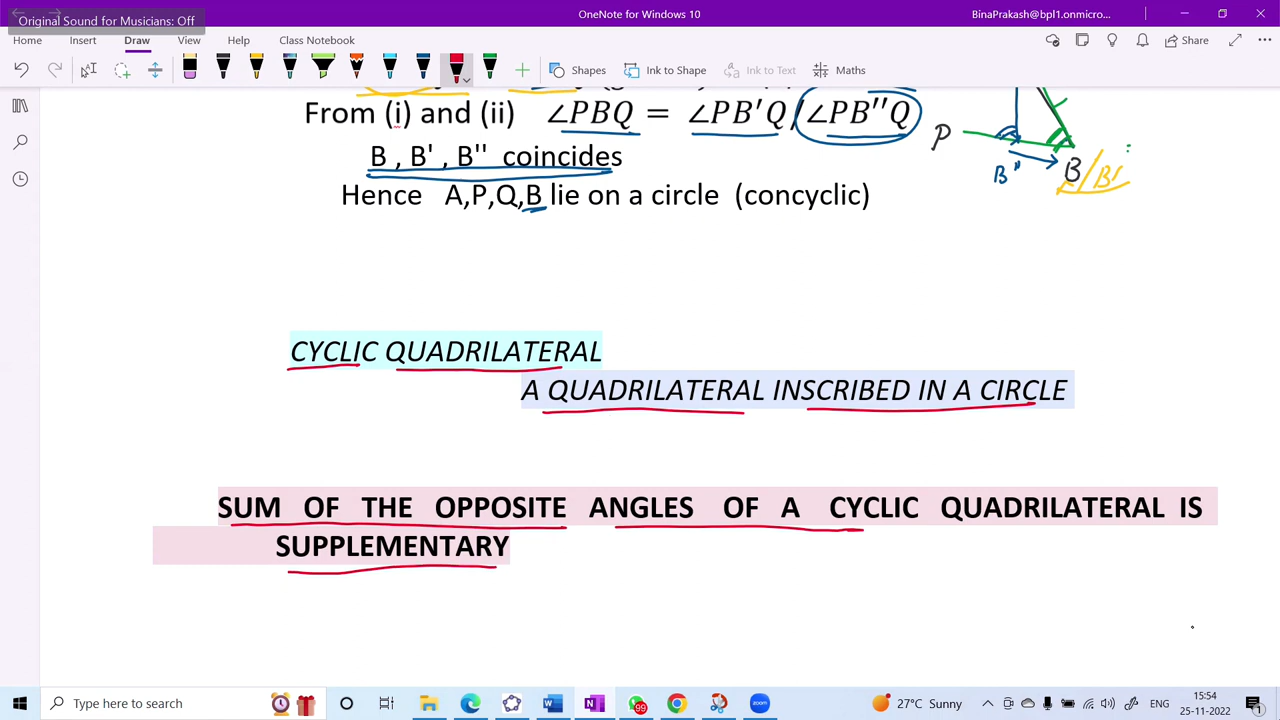 Original Sound for Musicians: Off
OneNote for Windows 10
BinaPrakash@bpl1.onmicro...
Home Insert Draw View Help Class Notebook
Share
Shapes Ink to Shape Ink to Text Maths
From (i) and (ii) ∠PBQ = ∠PB′Q/∠PB′′Q
P
B , B' , B'' coincides
B" B/B'
Hence A,P,Q,B lie on a circle (concyclic)
CYCLIC QUADRILATERAL
A QUADRILATERAL INSCRIBED IN A CIRCLE
SUM OF THE OPPOSITE ANGLES OF A CYCLIC QUADRILATERAL IS
SUPPLEMENTARY
Type here to search
99
zoom
27°C Sunny
ENG
15:54
25-11-2022
1